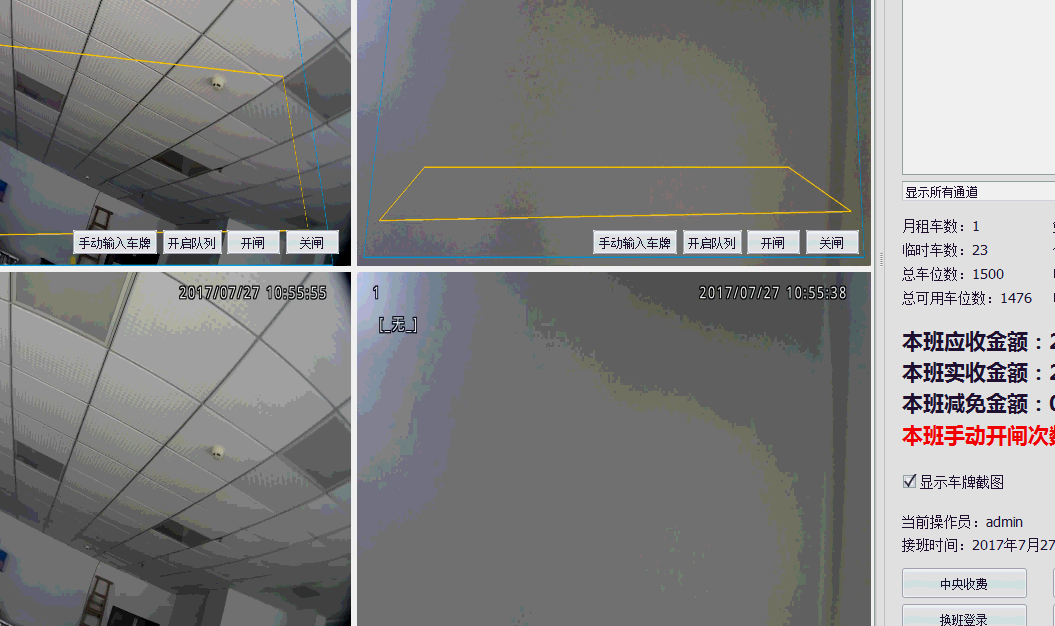 手动输入车牌 开启队列 开闸 关闸
手动输入车牌 开启队列 开闸 关闸
2017/07/27 10:55:55
1
2017/07/27 10:55:38
[_无_]
显示所有通道
月租车数：1
临时车数：23
总车位数：1500
总可用车位数：1476
本班应收金额：2
本班实收金额：2
本班减免金额：0
本班手动开闸次数
显示车牌截图
当前操作员：admin
接班时间：2017年7月27
中央收费
换班登录